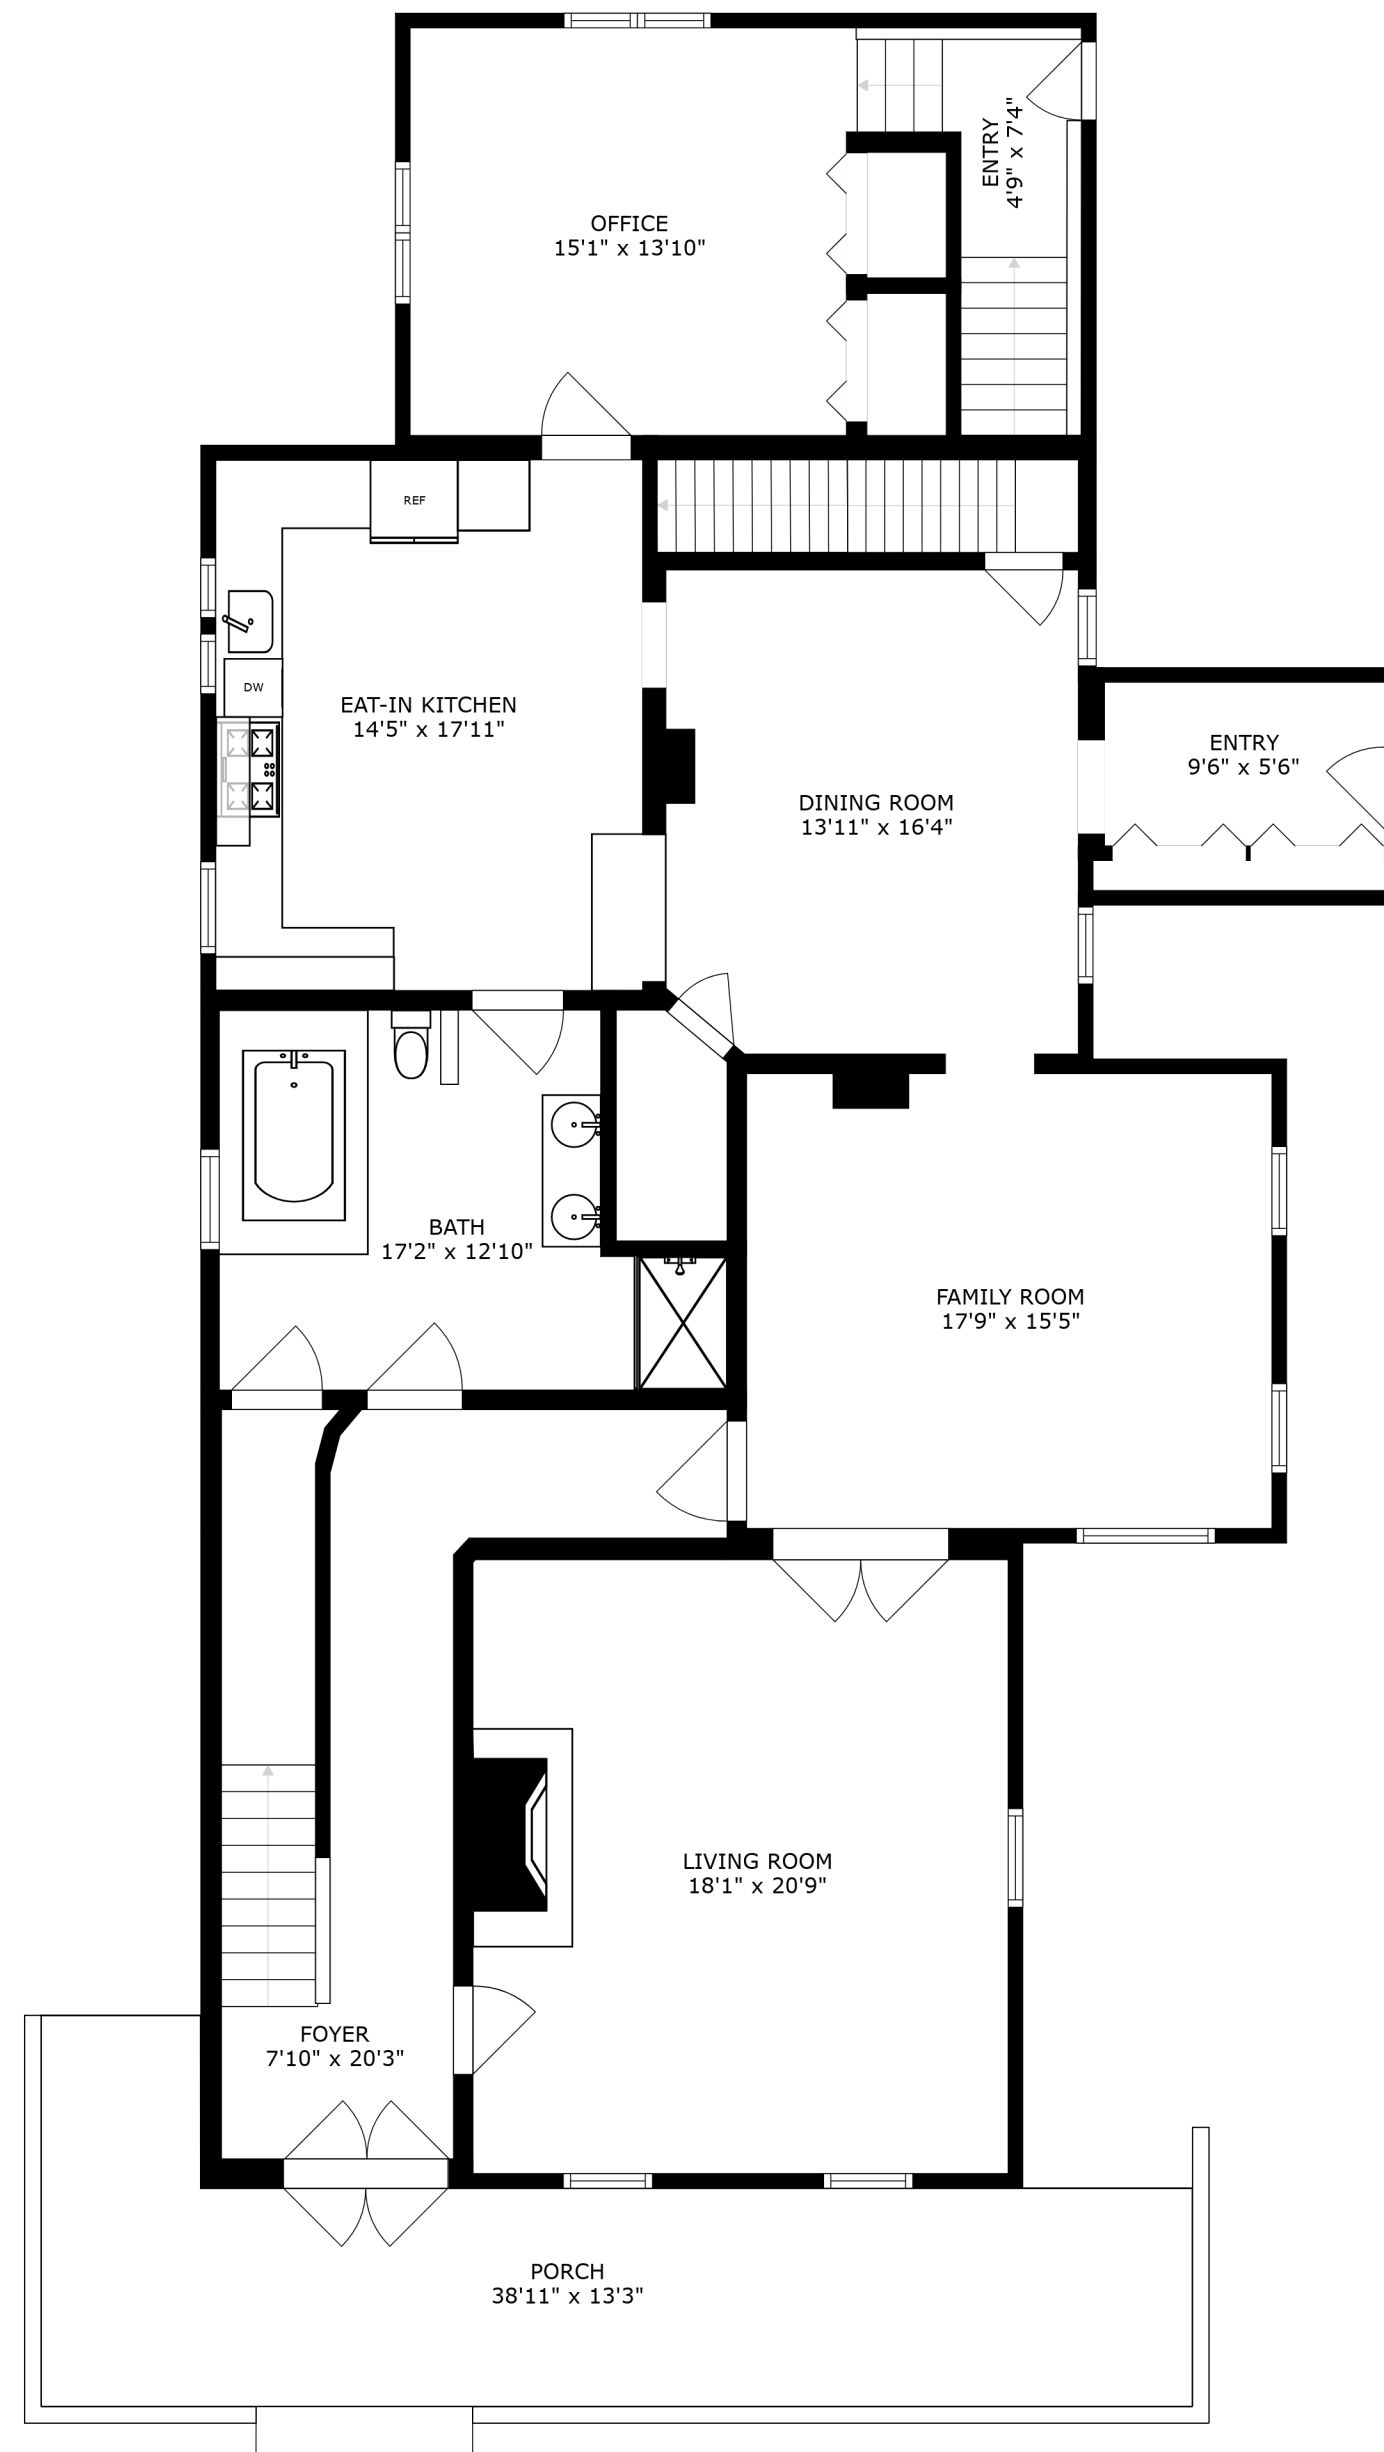 ENTRY
4'9" x 7'4"
OFFICE
15'1" x 13'10"
REF
DW
EAT-IN KITCHEN
14'5" x 17'11"
ENTRY
9'6" x 5'6"
DINING ROOM
13'11" x 16'4"
BATH
17'2" x 12'10"
FAMILY ROOM
17'9" x 15'5"
LIVING ROOM
18'1" x 20'9"
FOYER
7'10" x 20'3"
PORCH
38'11" x 13'3"